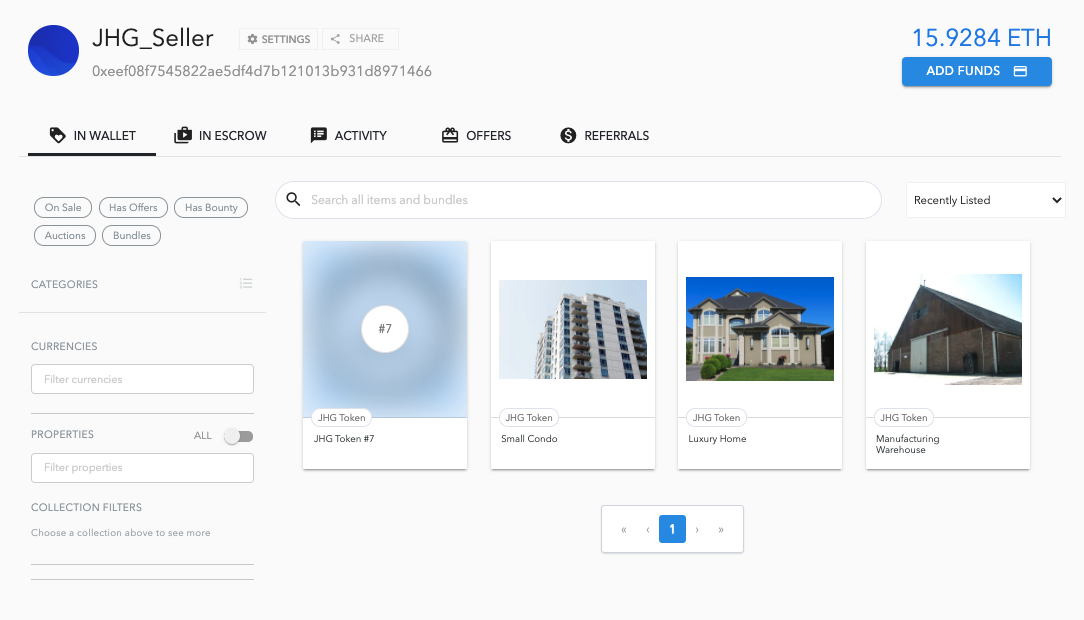 JHG_Seller
SETTINGS
SHARE
15.9284 ETH
0xeef08f7545822ae5df4d7b121013b931d8971466
ADD FUNDS
IN WALLET
IN ESCROW
ACTIVITY
OFFERS
REFERRALS
On Sale
Has Offers
Has Bounty
Auctions
Bundles
CATEGORIES
CURRENCIES
Filter currencies
PROPERTIES
ALL
Filter properties
COLLECTION FILTERS
Choose a collection above to see more
Search all items and bundles
Recently Listed
#7
JHG Token
JHG Token #7
JHG Token
Small Condo
JHG Token
Luxury Home
JHG Token
Manufacturing
Warehouse
« ‹ 1 › »